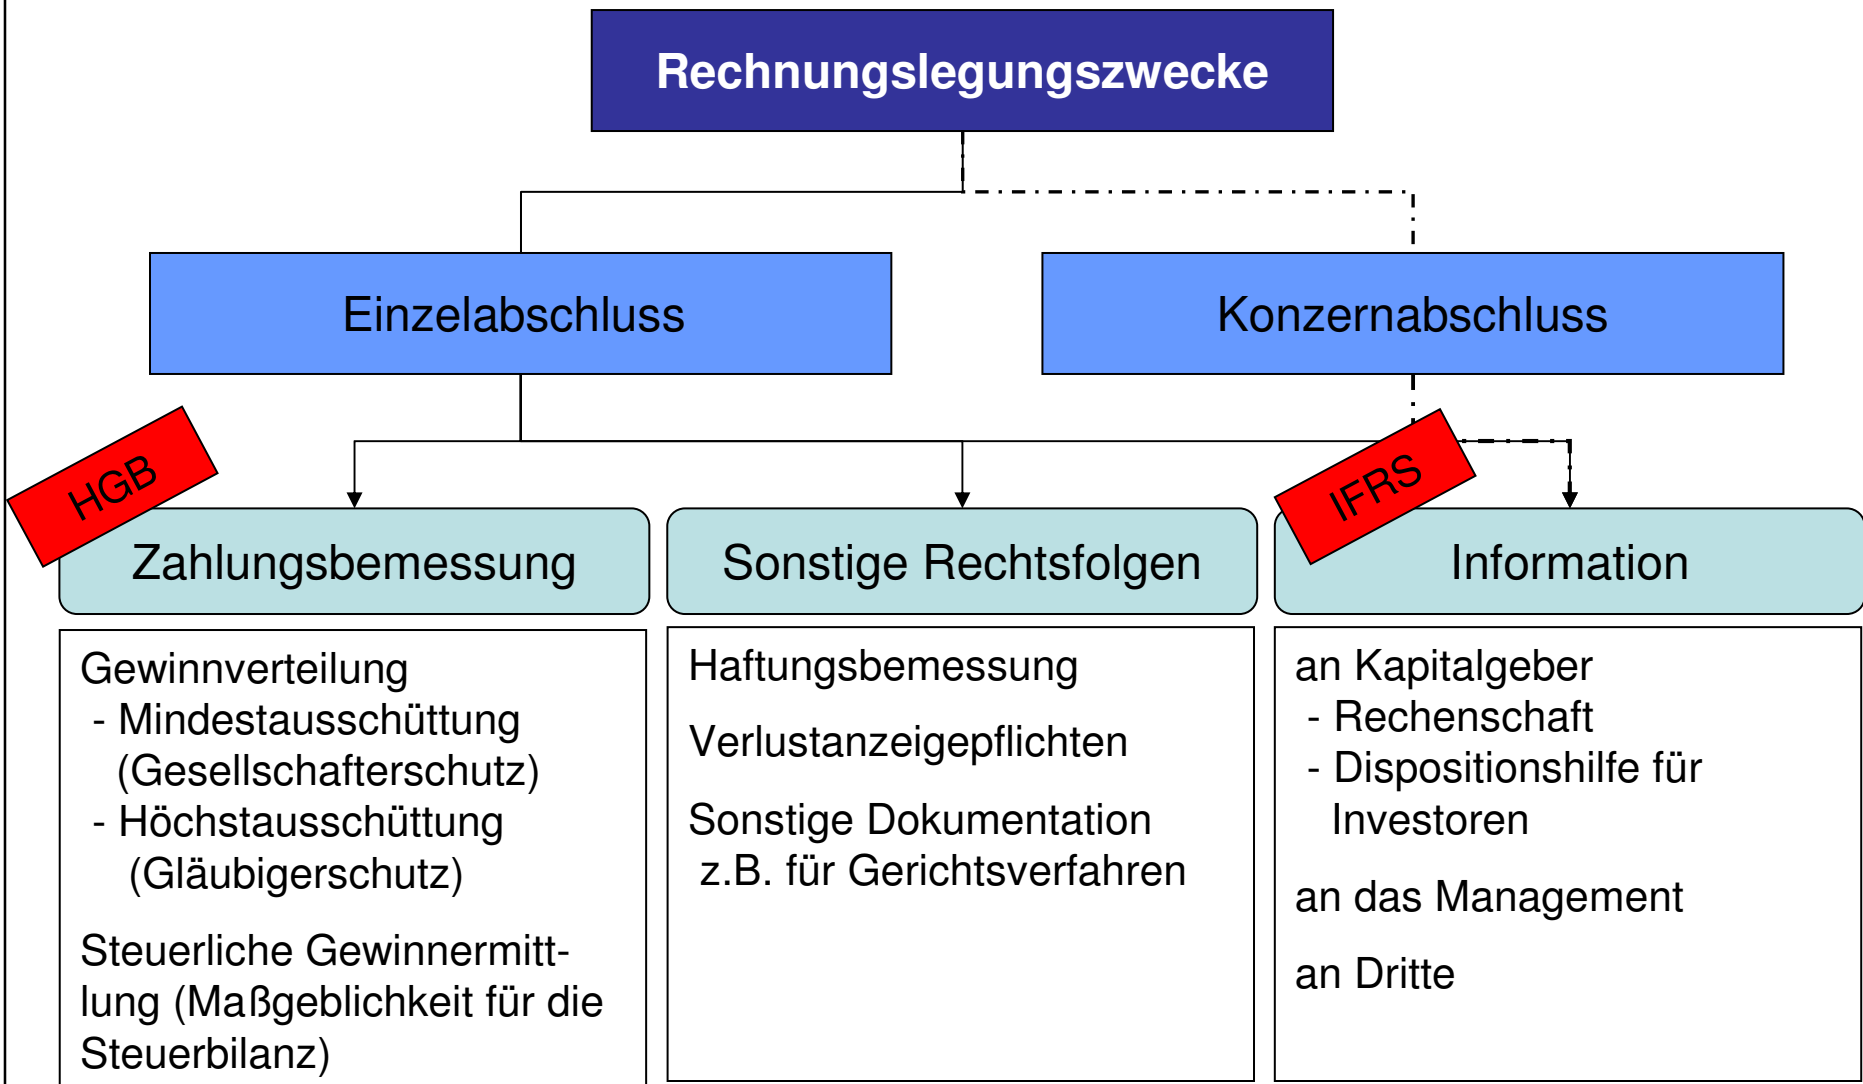 Rechnungslegungszwecke
Einzelabschluss
Konzernabschluss
HGB
IFRS
Zahlungsbemessung
Sonstige Rechtsfolgen
Information
Gewinnverteilung
- Mindestausschüttung
(Gesellschafterschutz)
- Höchstausschüttung
(Gläubigerschutz)
Steuerliche Gewinnermitt-
lung (Maßgeblichkeit für die
Steuerbilanz)
Haftungsbemessung
Verlustanzeigepflichten
Sonstige Dokumentation
z.B. für Gerichtsverfahren
an Kapitalgeber
- Rechenschaft
- Dispositionshilfe für
Investoren
an das Management
an Dritte